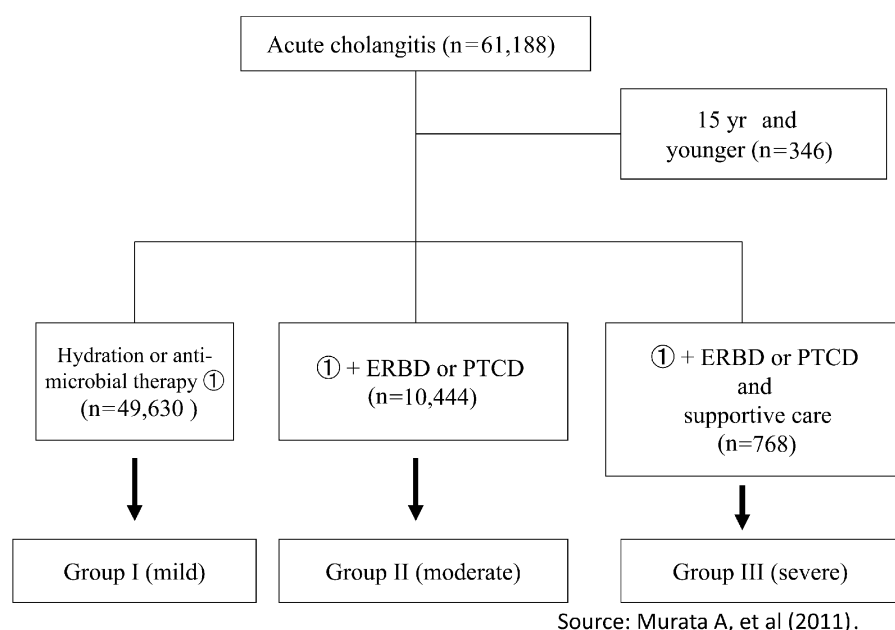 Acute cholangitis (n=61,188)
15 yr and
younger (n=346)
Hydration or anti-
microbial therapy ①
(n=49,630 )
① + ERBD or PTCD
(n=10,444)
① + ERBD or PTCD
and
supportive care
(n=768)
Group I (mild)
Group II (moderate)
Group III (severe)
Source: Murata A, et al (2011).